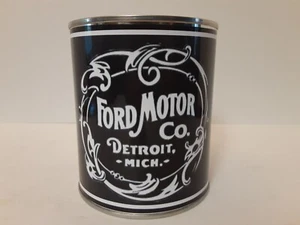 FORD MOTOR
CO.
DETROIT,
-MICH.-